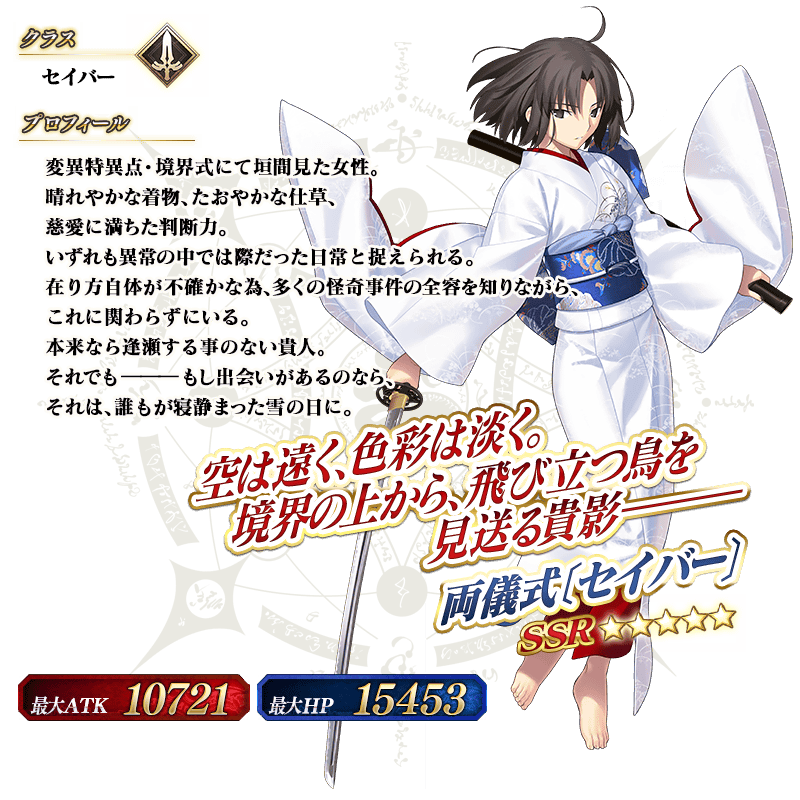 クラス
セイバー
プロフィール
変異特異点・境界式にて垣間見た女性。
晴れやかな着物、たおやかな仕草、
慈愛に満ちた判断力。
いずれも異常の中では際だった日常と捉えられる。
在り方自体が不確かな為、多くの怪奇事件の全容を知りながら、
これに関わらずにいる。
本来なら逢瀬する事のない貴人。
それでも―――もし出会いがあるのなら、
それは、誰もが寝静まった雪の日に。
空は遠く、色彩は淡く。
境界の上から、飛び立つ鳥を
見送る貴影―――
両儀式〔セイバー〕
SSR ★★★★★
最大ATK 10721
最大HP 15453